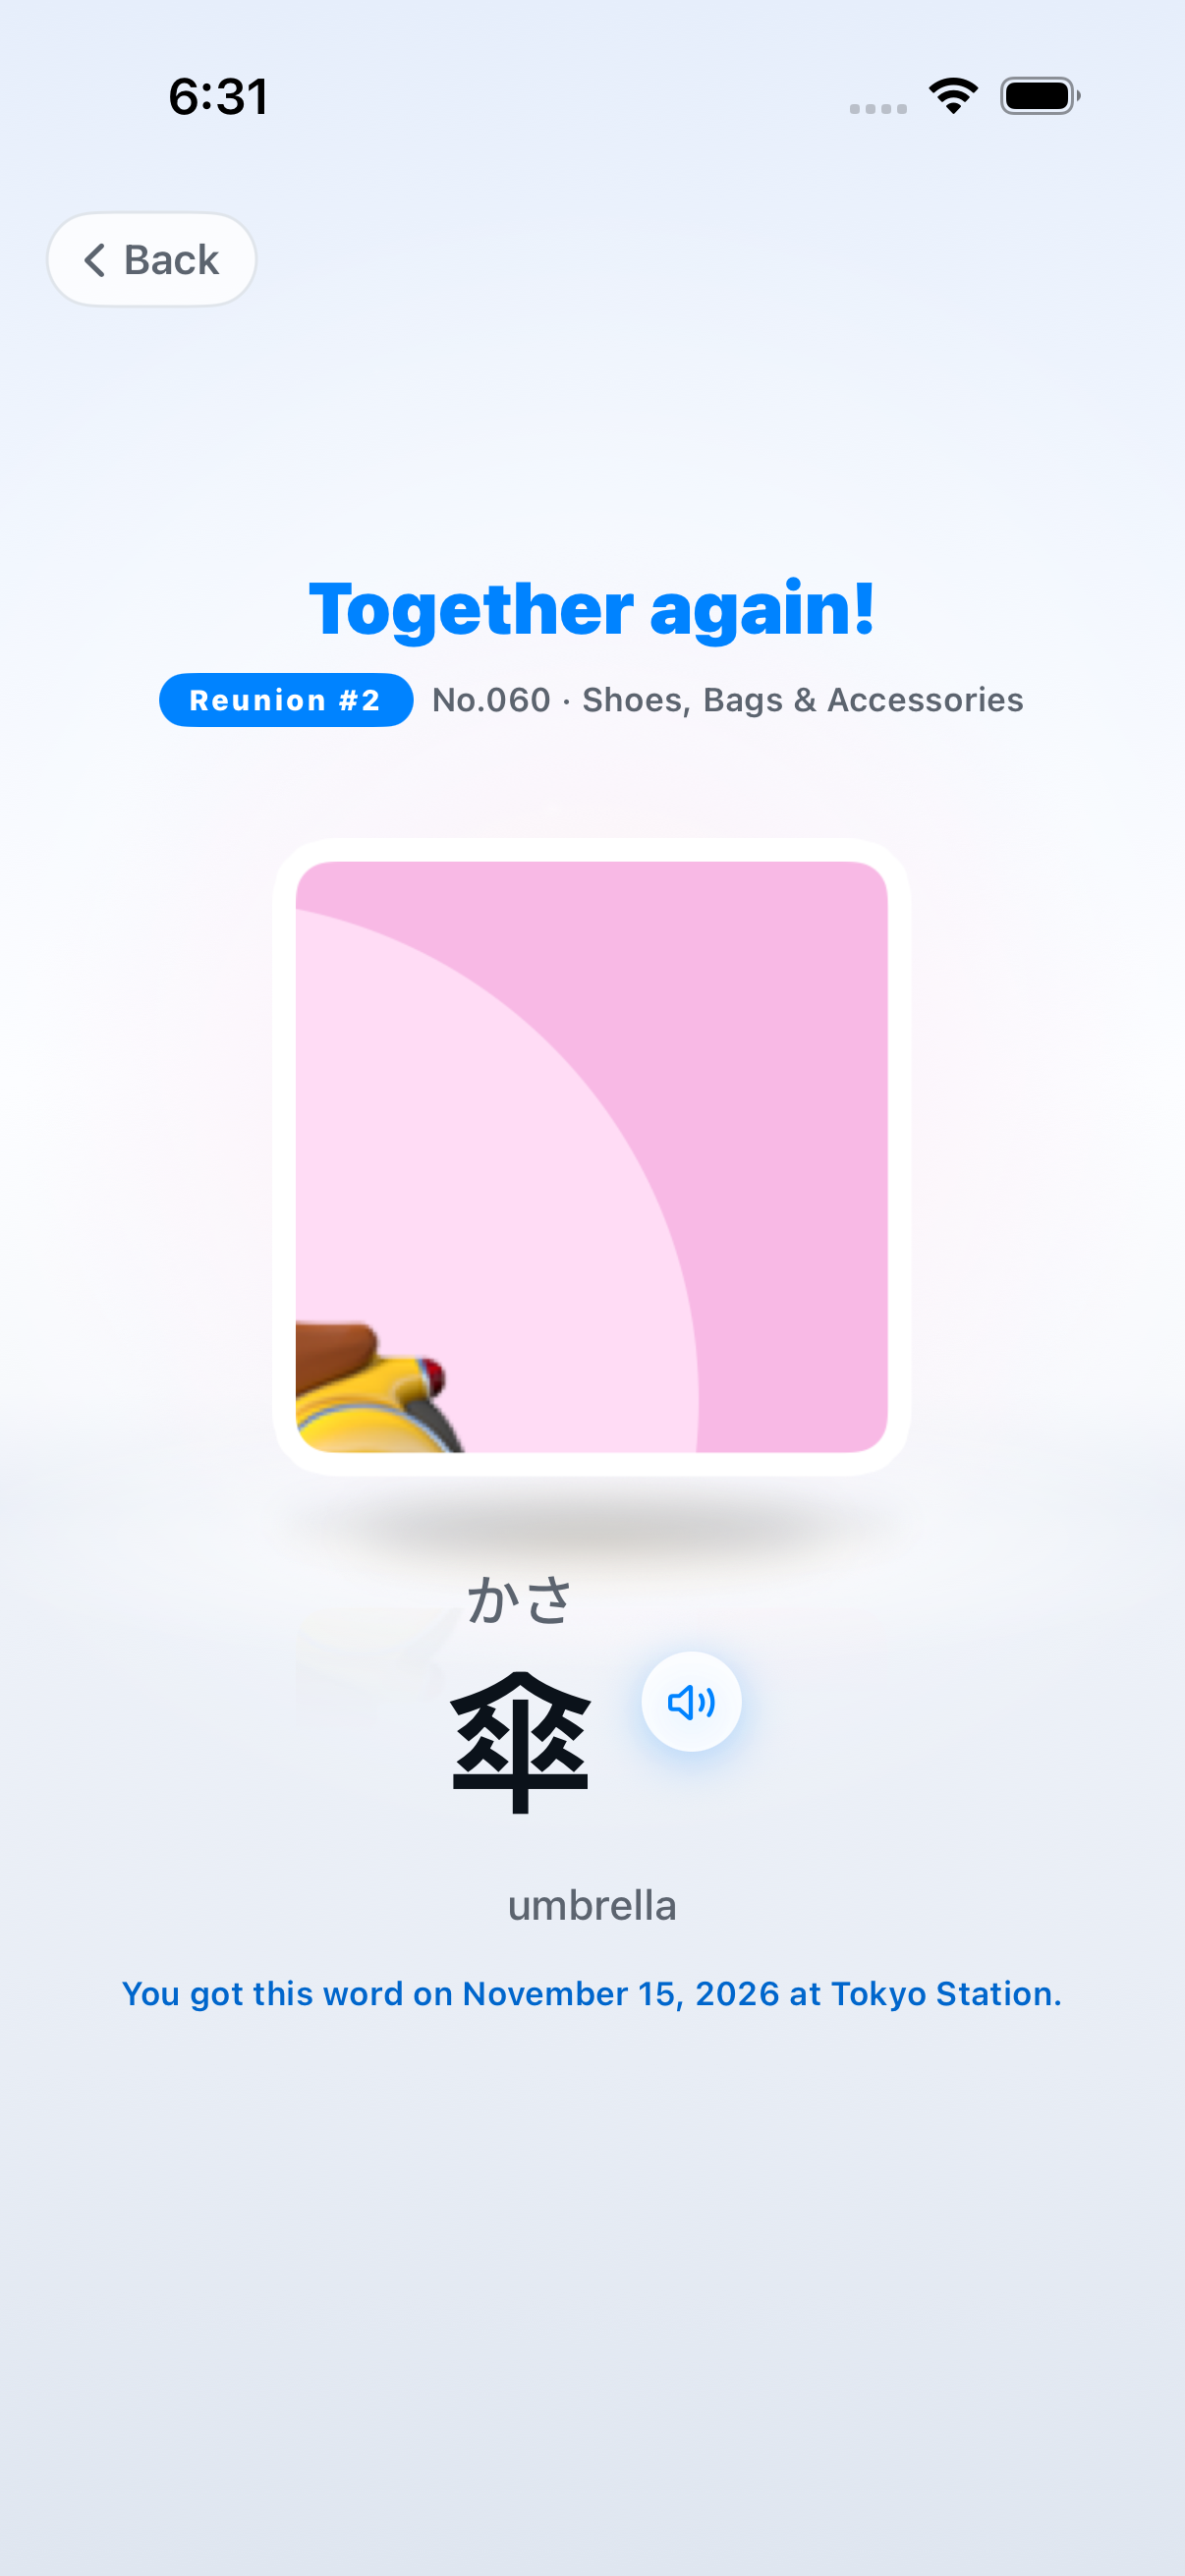 6:31
Back
Together again!
Reunion #2 No.060 · Shoes, Bags & Accessories
かさ
傘
umbrella
You got this word on November 15, 2026 at Tokyo Station.